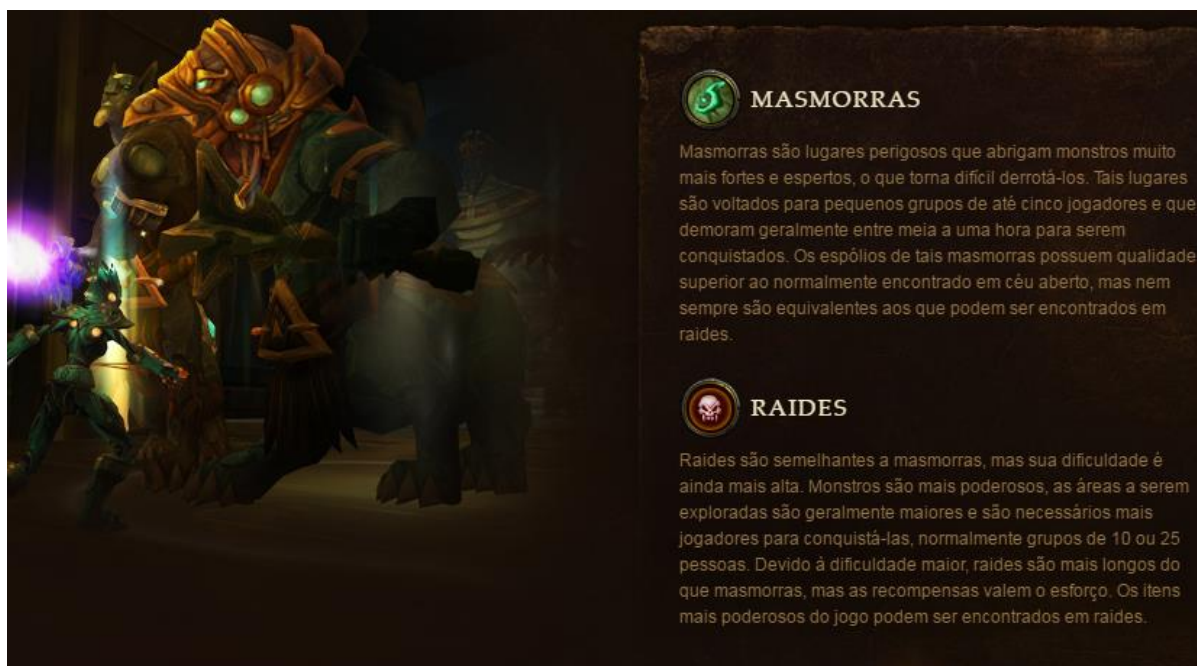 MASMORRAS
Masmorras são lugares perigosos que abrigam monstros muito
mais fortes e espertos, o que torna difícil derrotá-los. Tais lugares
são voltados para pequenos grupos de até cinco jogadores e que
demoram geralmente entre meia a uma hora para serem
conquistados. Os espólios de tais masmorras possuem qualidade
superior ao normalmente encontrado em céu aberto, mas nem
sempre são equivalentes aos que podem ser encontrados em
raides.
RAIDES
Raides são semelhantes a masmorras, mas sua dificuldade é
ainda mais alta. Monstros são mais poderosos, as áreas a serem
exploradas são geralmente maiores e são necessários mais
jogadores para conquistá-las, normalmente grupos de 10 ou 25
pessoas. Devido á dificuldade maior, raides são mais longos do
que masmorras, mas as recompensas valem o esforço. Os itens
mais poderosos do jogo podem ser encontrados em raides.